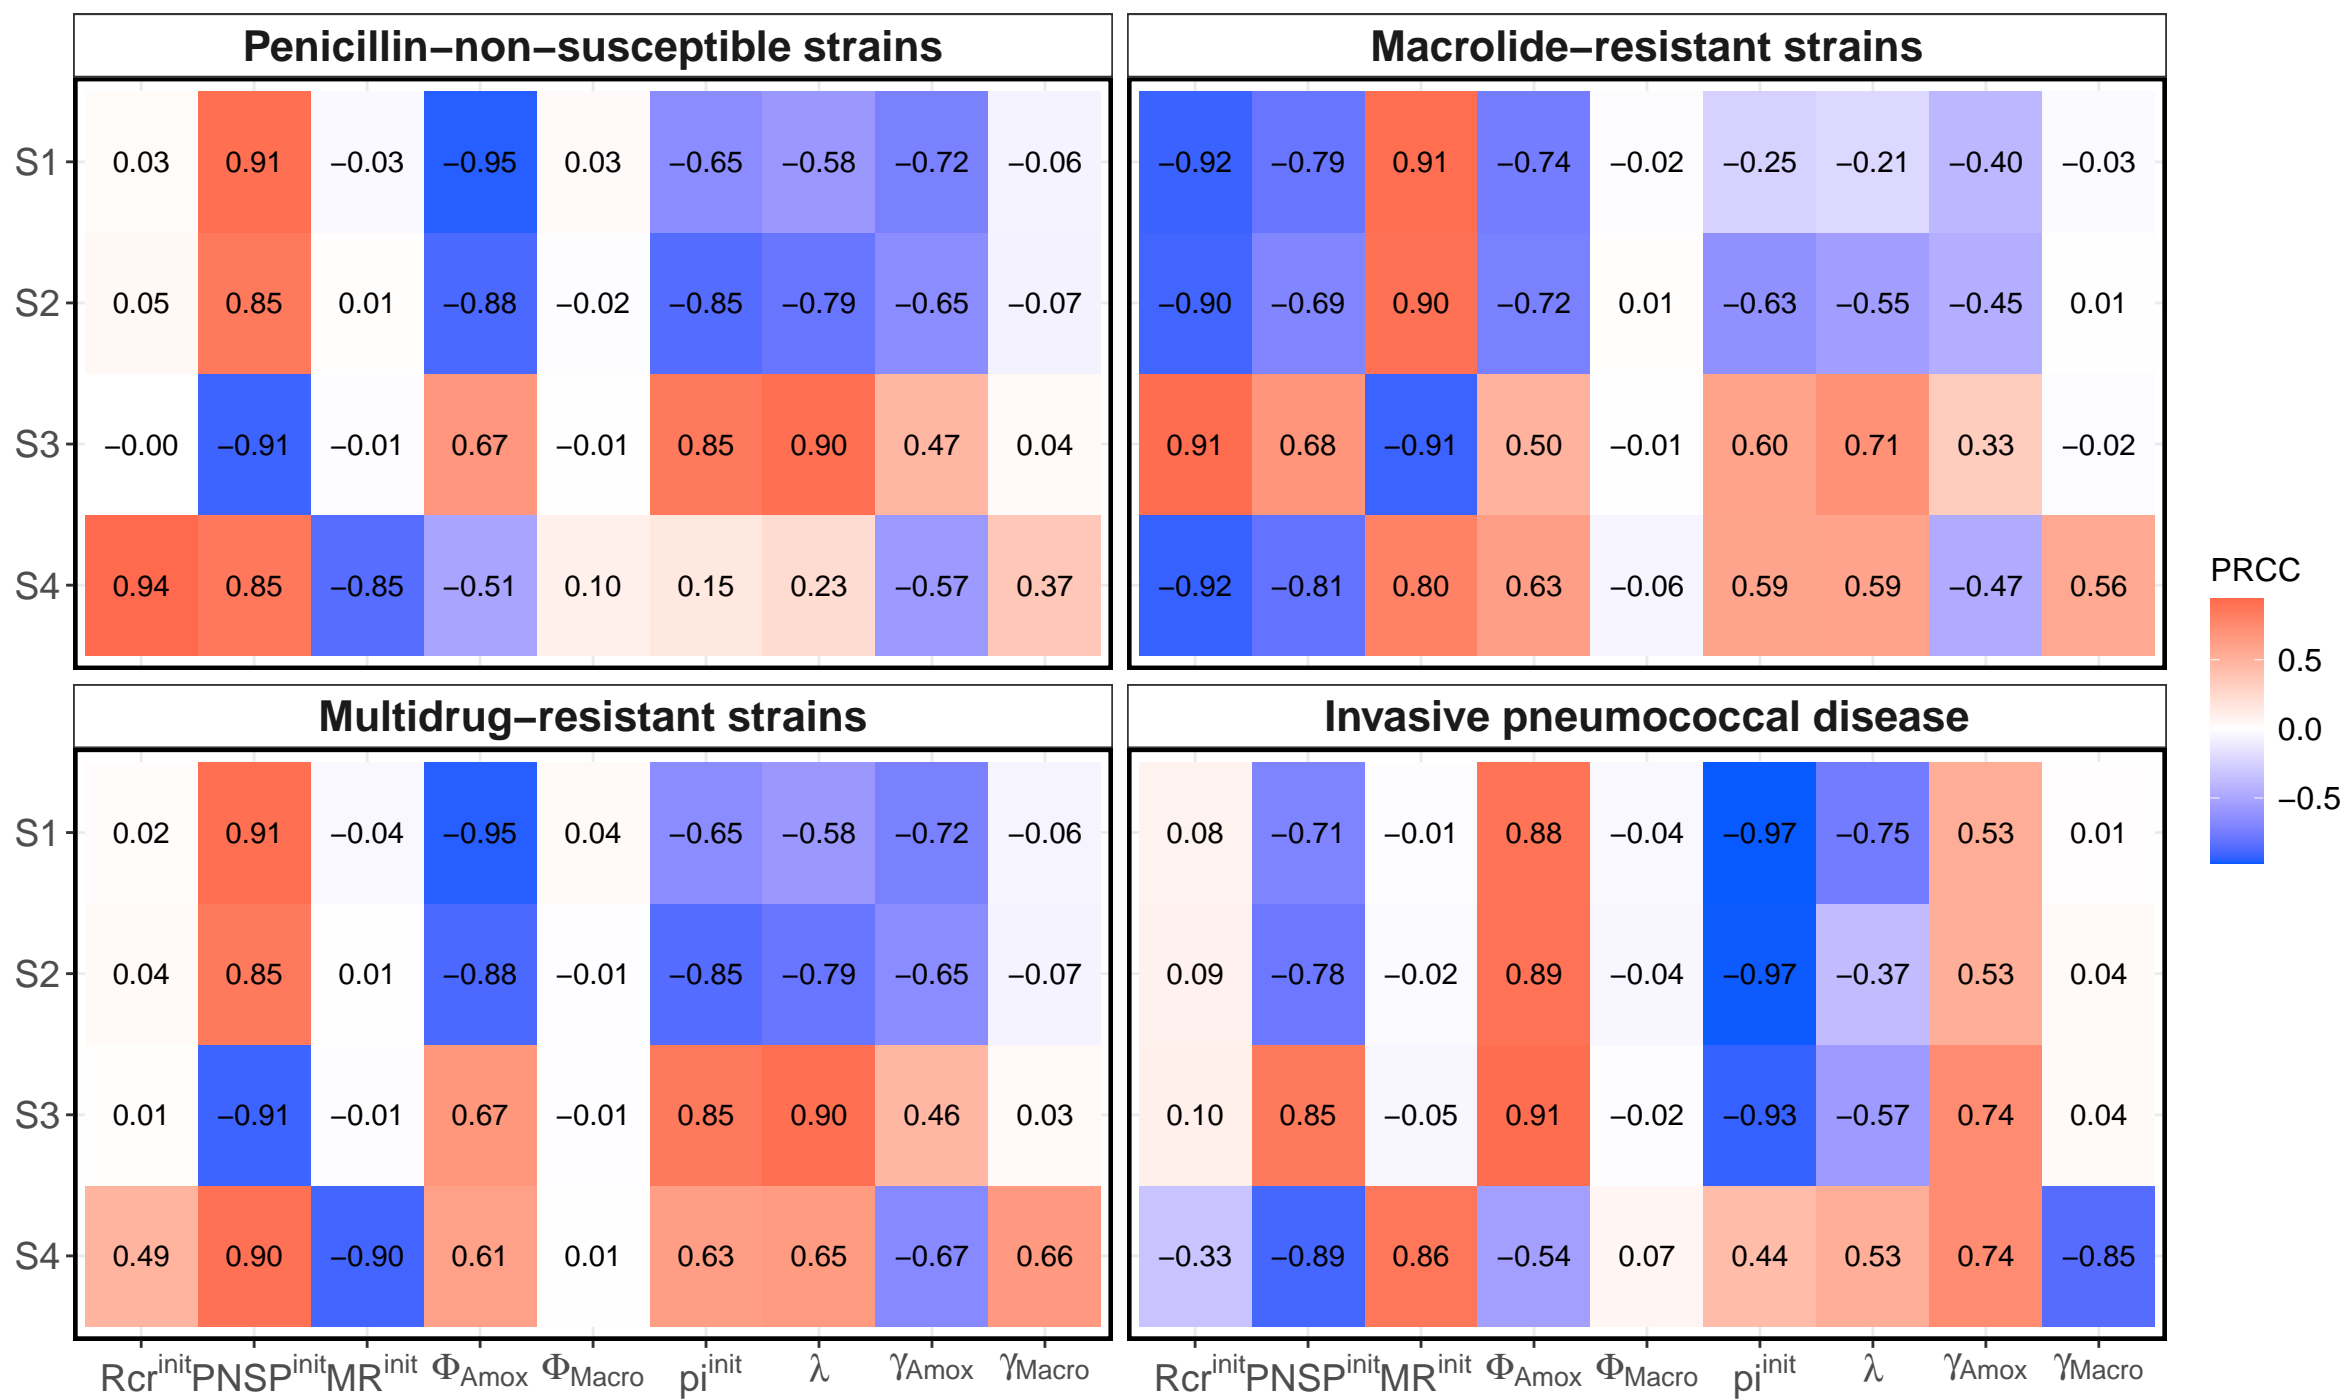 Penicillin−non−susceptible strains
Macrolide−resistant strains
S1 0.03 0.91 −0.03 −0.95 0.03 −0.65 −0.58 −0.72 −0.06
−0.92 −0.79 0.91 −0.74 −0.02 −0.25 −0.21 −0.40 −0.03
S2 0.05 0.85 0.01 −0.88 −0.02 −0.85 −0.79 −0.65 −0.07
−0.90 −0.69 0.90 −0.72 0.01 −0.63 −0.55 −0.45 0.01
S3 −0.00 −0.91 −0.01 0.67 −0.01 0.85 0.90 0.47 0.04
0.91 0.68 −0.91 0.50 −0.01 0.60 0.71 0.33 −0.02
S4 0.94 0.85 −0.85 −0.51 0.10 0.15 0.23 −0.57 0.37
−0.92 −0.81 0.80 0.63 −0.06 0.59 0.59 −0.47 0.56
PRCC
0.5
0.0
−0.5
Multidrug−resistant strains
Invasive pneumococcal disease
S1 0.02 0.91 −0.04 −0.95 0.04 −0.65 −0.58 −0.72 −0.06
0.08 −0.71 −0.01 0.88 −0.04 −0.97 −0.75 0.53 0.01
S2 0.04 0.85 0.01 −0.88 −0.01 −0.85 −0.79 −0.65 −0.07
0.09 −0.78 −0.02 0.89 −0.04 −0.97 −0.37 0.53 0.04
S3 0.01 −0.91 −0.01 0.67 −0.01 0.85 0.90 0.46 0.03
0.10 0.85 −0.05 0.91 −0.02 −0.93 −0.57 0.74 0.04
S4 0.49 0.90 −0.90 0.61 0.01 0.63 0.65 −0.67 0.66
−0.33 −0.89 0.86 −0.54 0.07 0.44 0.53 0.74 −0.85
Rcr^init PNSP^init MR^init Φ_Amox Φ_Macro pi^init λ γ_Amox γ_Macro
Rcr^init PNSP^init MR^init Φ_Amox Φ_Macro pi^init λ γ_Amox γ_Macro